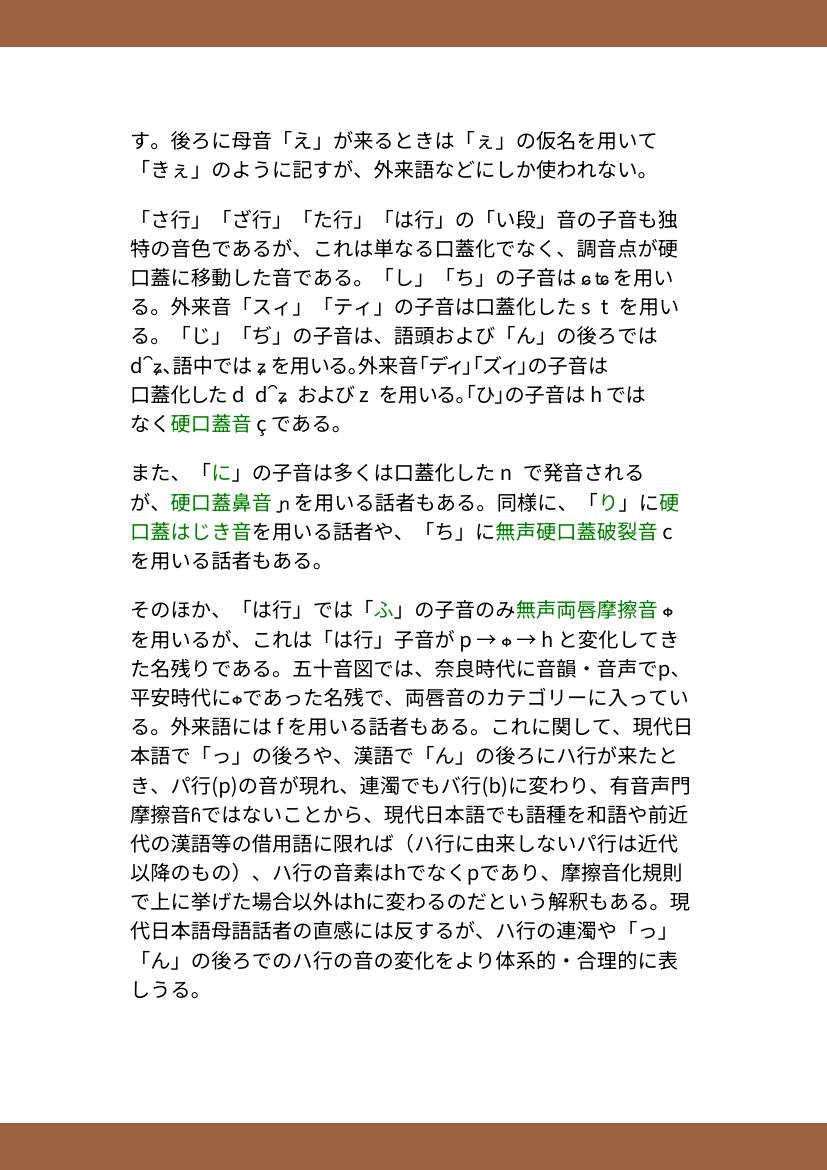 す。後ろに母音「え」が来るときは「ぇ」の仮名を用いて
「きぇ」のように記すが、外来語などにしか使われない。
「さ行」「ざ行」「た行」「は行」の「い段」音の子音も独
特の音色であるが、これは単なる口蓋化でなく、調音点が硬
口蓋に移動した音である。「し」「ち」の子音は ɕ tɕ を用い
る。外来音「スィ」「ティ」の子音は口蓋化した s t を用い
る。「じ」「ぢ」の子音は、語頭および「ん」の後ろでは
d⁀ʑ、語中では ʑ を用いる。外来音「ディ」「ズィ」の子音は
口蓋化した d d⁀ʑ および z を用いる。「ひ」の子音は h では
なく硬口蓋音 ç である。
また、「に」の子音は多くは口蓋化した n で発音される
が、硬口蓋鼻音 ɲ を用いる話者もある。同様に、「り」に硬
口蓋はじき音を用いる話者や、「ち」に無声硬口蓋破裂音 c
を用いる話者もある。
そのほか、「は行」では「ふ」の子音のみ無声両唇摩擦音 ɸ
を用いるが、これは「は行」子音が p → ɸ → h と変化してき
た名残りである。五十音図では、奈良時代に音韻・音声でp、
平安時代にɸであった名残で、両唇音のカテゴリーに入ってい
る。外来語には f を用いる話者もある。これに関して、現代日
本語で「っ」の後ろや、漢語で「ん」の後ろにハ行が来たと
き、パ行(p)の音が現れ、連濁でもバ行(b)に変わり、有音声門
摩擦音ɦではないことから、現代日本語でも語種を和語や前近
代の漢語等の借用語に限れば（ハ行に由来しないパ行は近代
以降のもの）、ハ行の音素はhでなくpであり、摩擦音化規則
で上に挙げた場合以外はhに変わるのだという解釈もある。現
代日本語母語話者の直感には反するが、ハ行の連濁や「っ」
「ん」の後ろでのハ行の音の変化をより体系的・合理的に表
しうる。